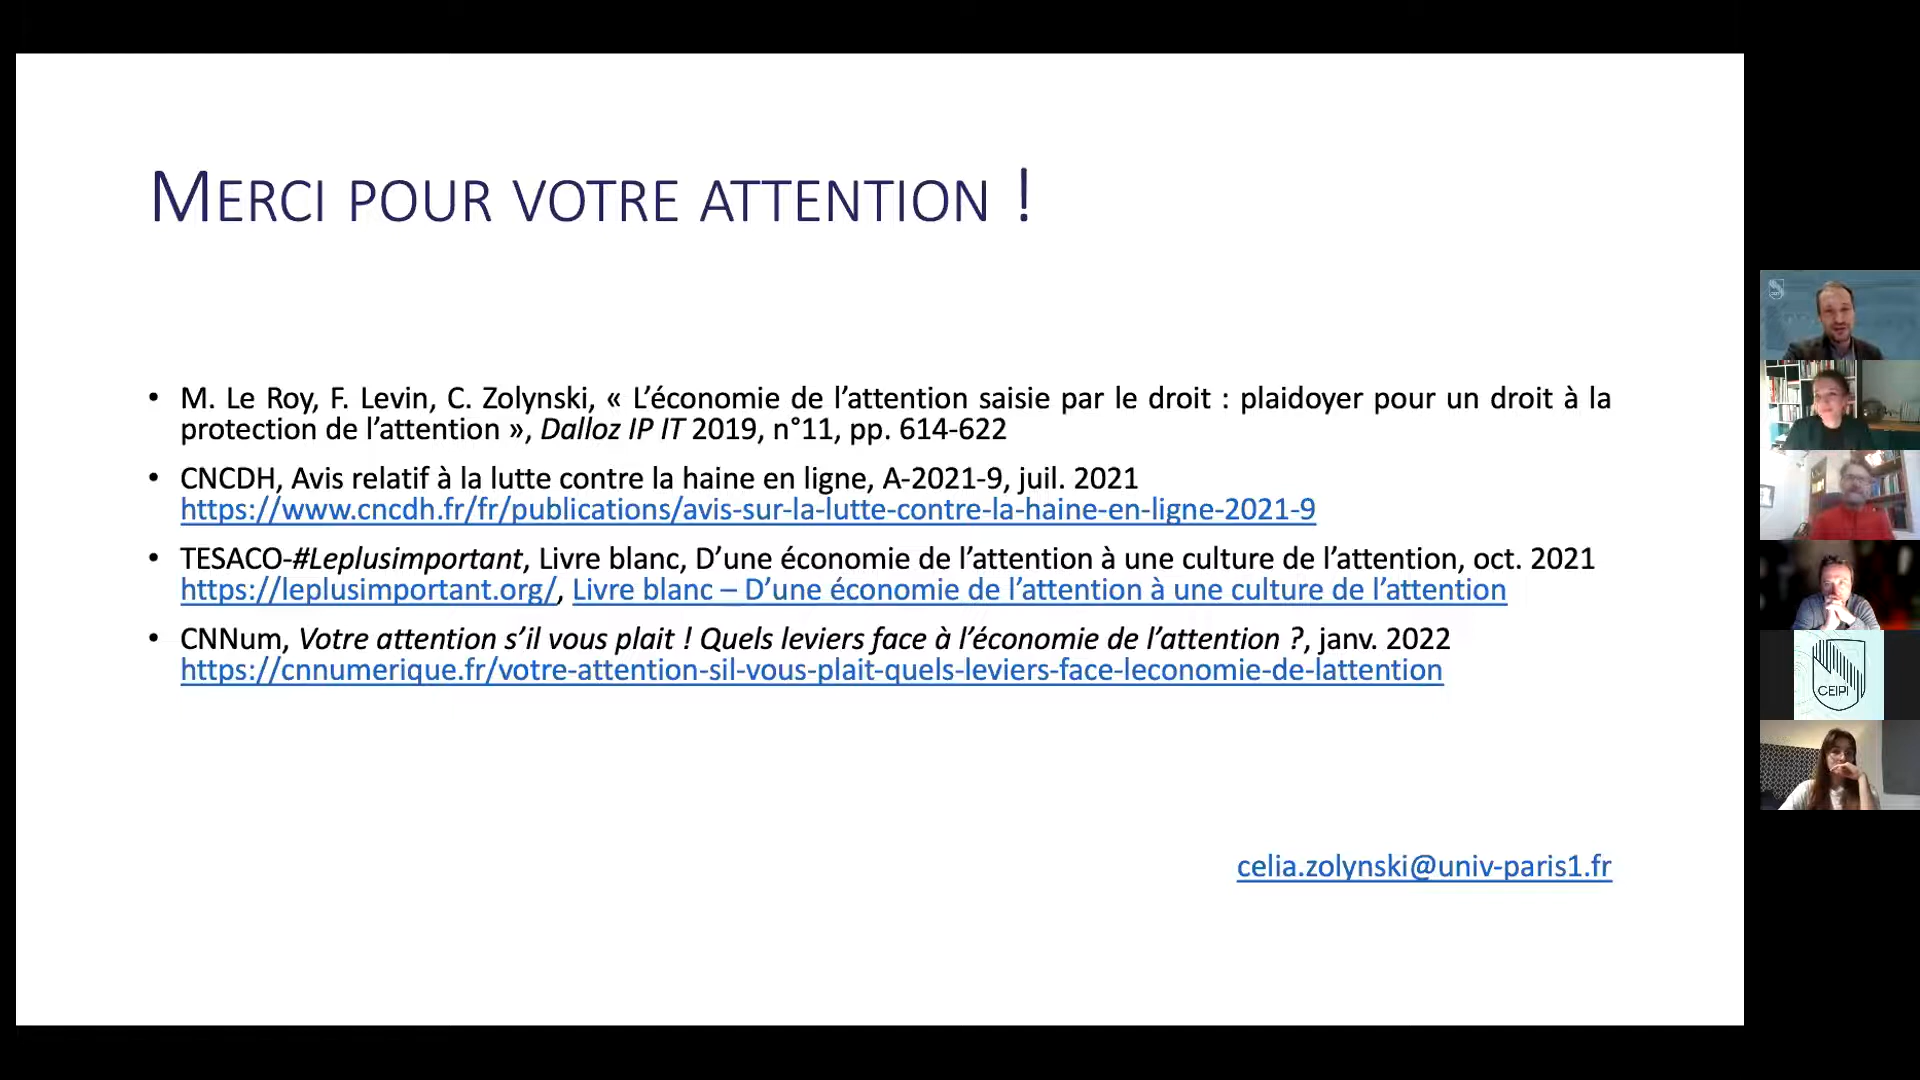 MERCI POUR VOTRE ATTENTION !
• M. Le Roy, F. Levin, C. Zolynski, « L’économie de l’attention saisie par le droit : plaidoyer pour un droit à la
protection de l’attention », Dalloz IP IT 2019, n°11, pp. 614-622
• CNCDH, Avis relatif à la lutte contre la haine en ligne, A-2021-9, juil. 2021
https://www.cncdh.fr/fr/publications/avis-sur-la-lutte-contre-la-haine-en-ligne-2021-9
• TESACO-#Leplusimportant, Livre blanc, D’une économie de l’attention à une culture de l’attention, oct. 2021
https://leplusimportant.org/, Livre blanc – D’une économie de l’attention à une culture de l’attention
• CNNum, Votre attention s’il vous plait ! Quels leviers face à l’économie de l’attention ?, janv. 2022
https://cnnumerique.fr/votre-attention-sil-vous-plait-quels-leviers-face-leconomie-de-lattention
celia.zolynski@univ-paris1.fr
CEIPI